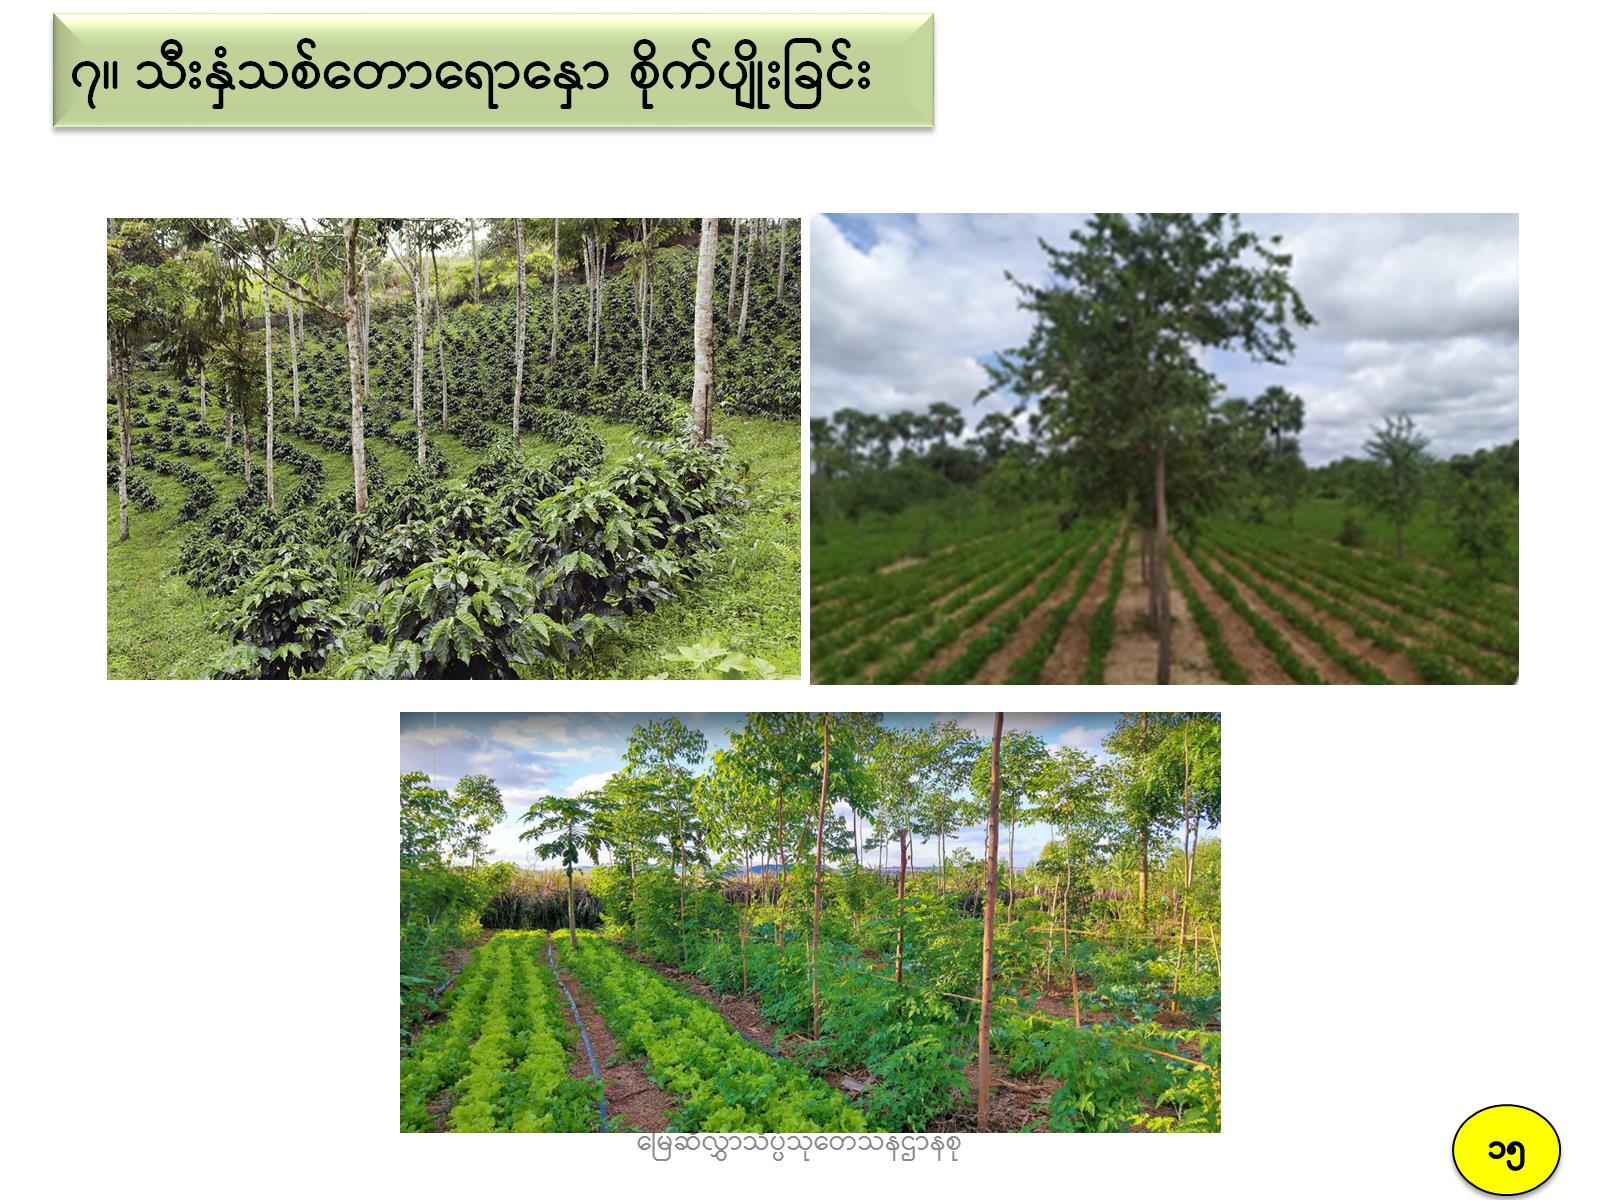 ၇။ သီးနှံသစ်တောရောနှော စိုက်ပျိုးခြင်း
မြေဆီလွှာသိပ္ပံသုတေသနဌာနစု
၁၅